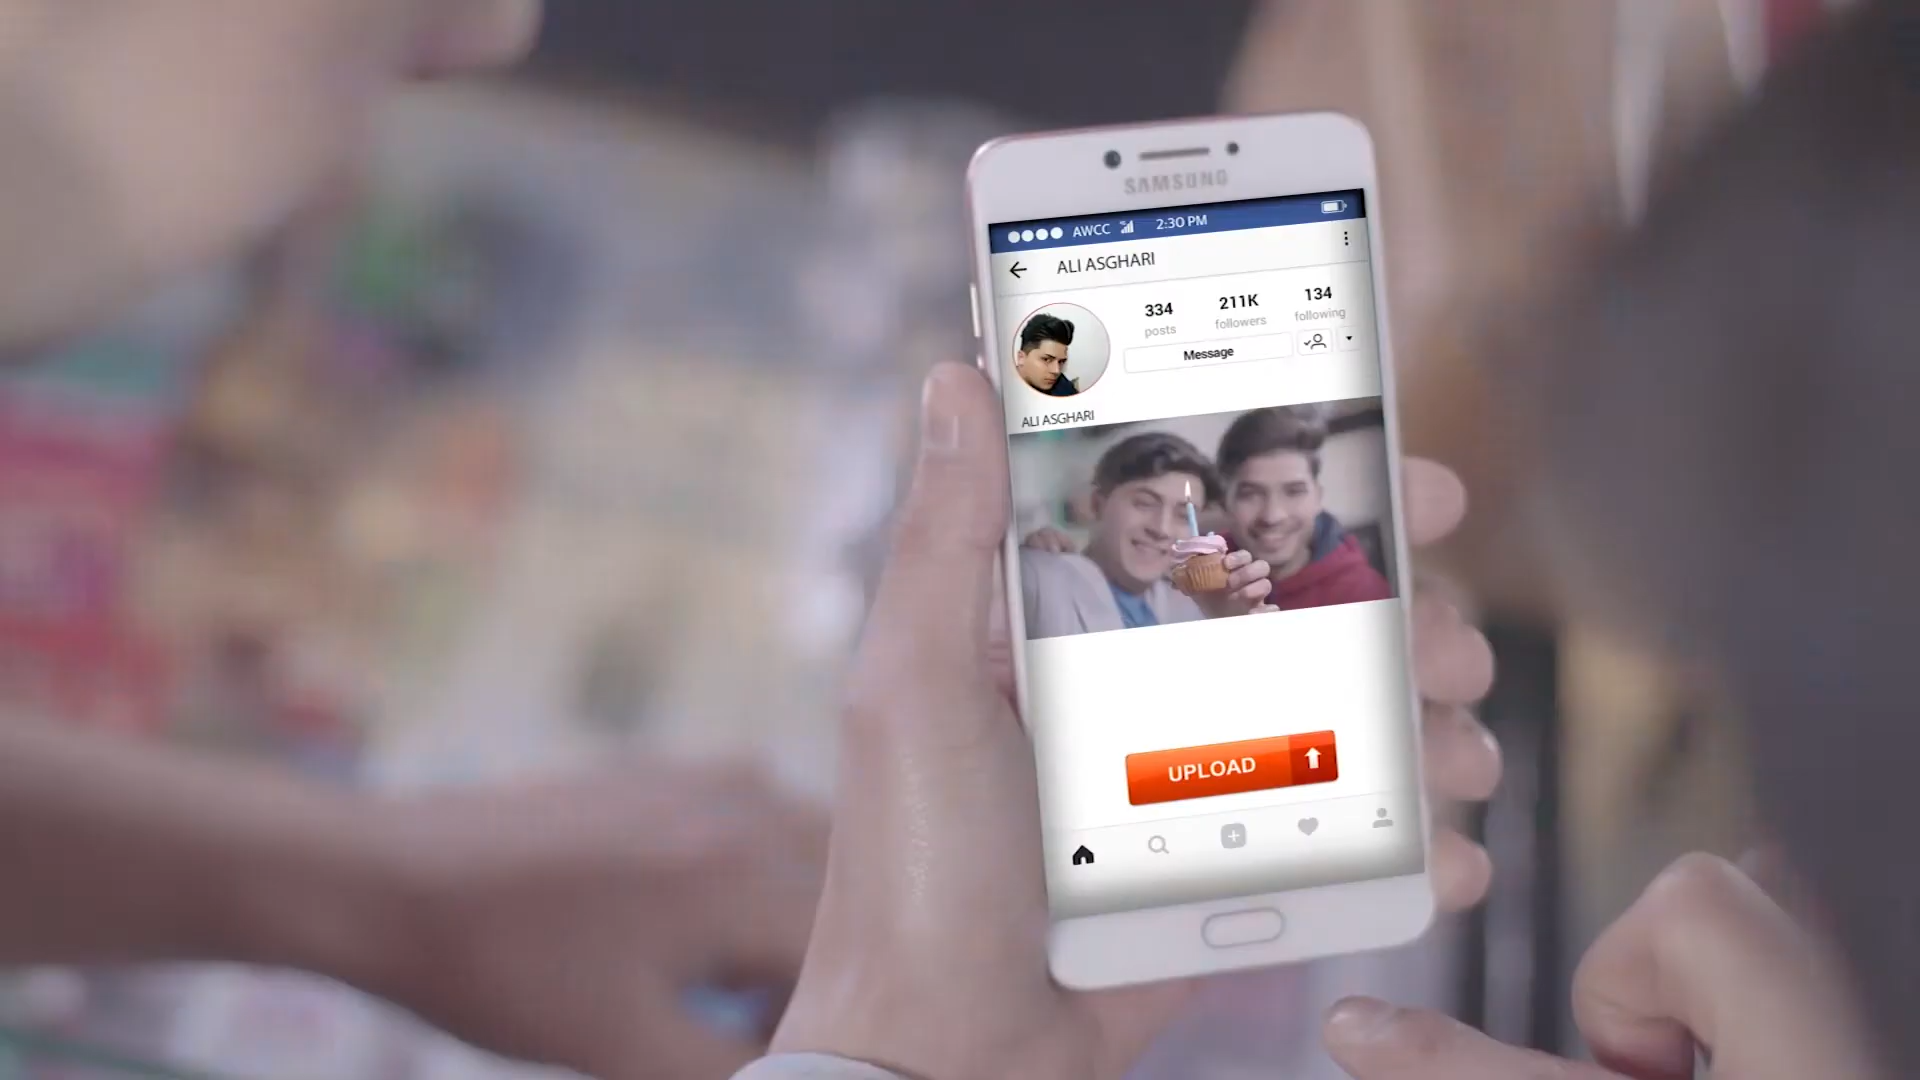 SAMSUNG
AWCC 2:30 PM
ALI ASGHARI
334 211K 134
posts followers following
Message
ALI ASGHARI
UPLOAD